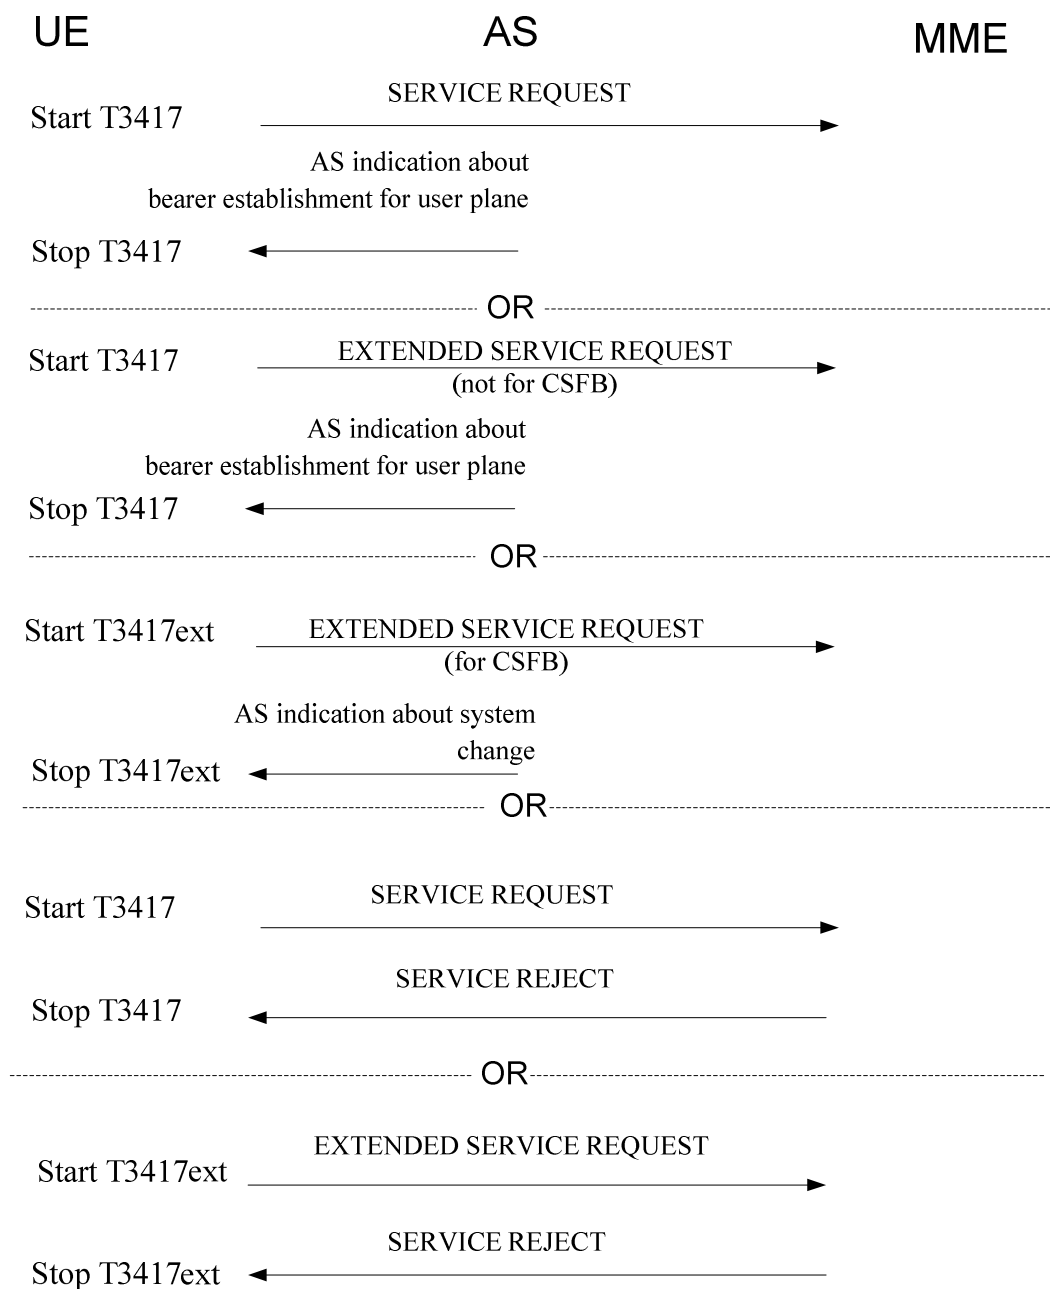 UE AS MME
SERVICE REQUEST
Start T3417
AS indication about
bearer establishment for user plane
Stop T3417
OR
EXTENDED SERVICE REQUEST
Start T3417
(not for CSFB)
AS indication about
bearer establishment for user plane
Stop T3417
OR
Start T3417ext EXTENDED SERVICE REQUEST
(for CSFB)
AS indication about system
change
Stop T3417ext
OR
SERVICE REQUEST
Start T3417
SERVICE REJECT
Stop T3417
OR
EXTENDED SERVICE REQUEST
Start T3417ext
SERVICE REJECT
Stop T3417ext